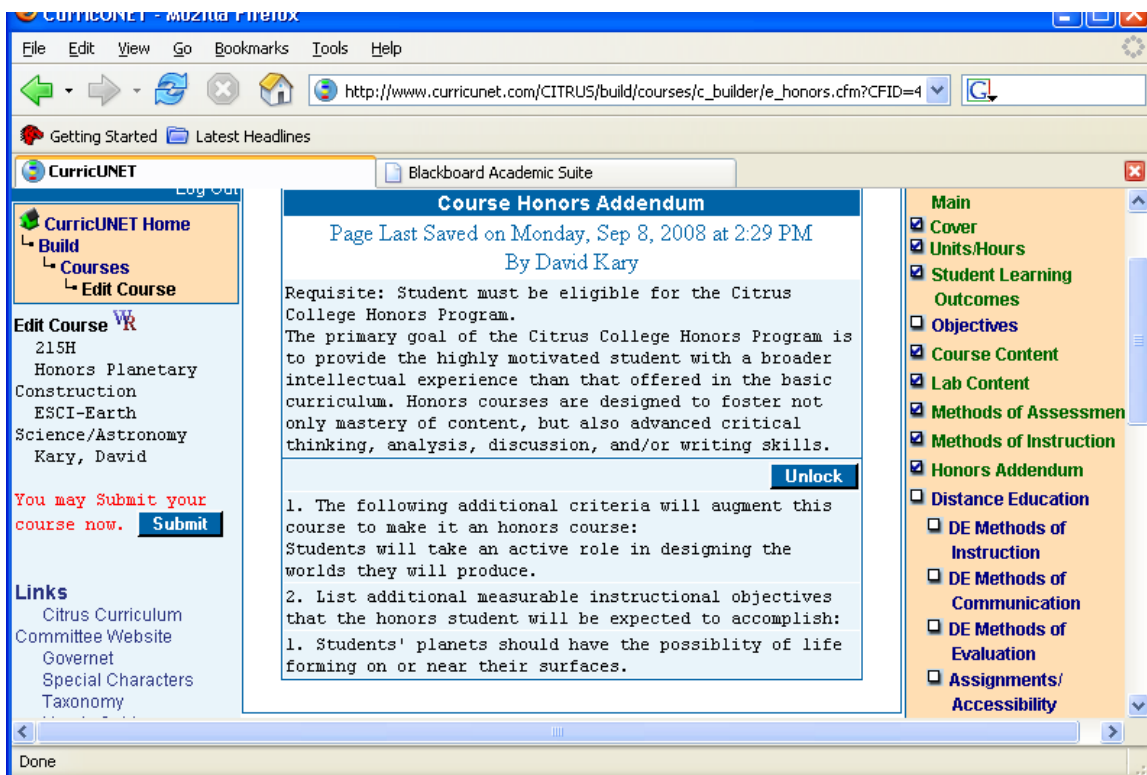 CurricUNET - Mozilla Firefox
File Edit View Go Bookmarks Tools Help
http://www.curricunet.com/CITRUS/build/courses/c_builder/e_honors.cfm?CFID=4
G
Getting Started Latest Headlines
CurricUNET Blackboard Academic Suite
Log Out
CurricUNET Home
Build
Courses
Edit Course
Edit Course WR
215H
Honors Planetary
Construction
ESCI-Earth
Science/Astronomy
Kary, David
You may Submit your
course now. Submit
Links
Citrus Curriculum
Committee Website
Governet
Special Characters
Taxonomy
Course Honors Addendum
Page Last Saved on Monday, Sep 8, 2008 at 2:29 PM
By David Kary
Requisite: Student must be eligible for the Citrus
College Honors Program.
The primary goal of the Citrus College Honors Program is
to provide the highly motivated student with a broader
intellectual experience than that offered in the basic
curriculum. Honors courses are designed to foster not
only mastery of content, but also advanced critical
thinking, analysis, discussion, and/or writing skills.
Unlock
1. The following additional criteria will augment this
course to make it an honors course:
Students will take an active role in designing the
worlds they will produce.
2. List additional measurable instructional objectives
that the honors student will be expected to accomplish:
1. Students' planets should have the possiblity of life
forming on or near their surfaces.
Main
Cover
Units/Hours
Student Learning
Outcomes
Objectives
Course Content
Lab Content
Methods of Assessmen
Methods of Instruction
Honors Addendum
Distance Education
DE Methods of
Instruction
DE Methods of
Communication
DE Methods of
Evaluation
Assignments/
Accessibility
Done